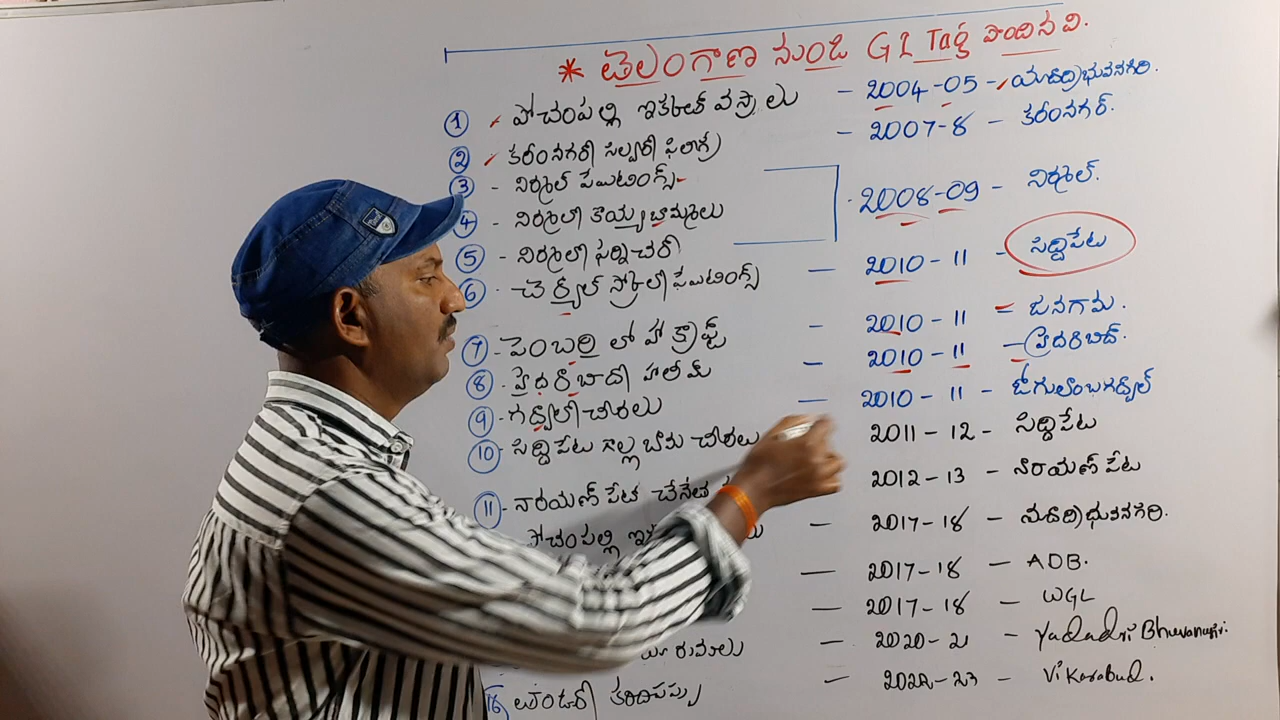 * తెలంగాణ నుండి GI Tag పొందినవి.
① పోచంపల్లి ఇకత్ వస్త్రాలు - 2004-05 - యాదాద్రి భువనగిరి.
② కరీంనగర్ సిల్వర్ ఫిలిగ్రీ - 2007-8 - కరీంనగర్.
③ - నిర్మల్ పేయింటింగ్స్
④ - నిర్మల్ కొయ్య బొమ్మలు - 2008-09 - నిర్మల్.
⑤ - నిర్మల్ ఫర్నిచర్
⑥ - చెర్యాల్ స్క్రోల్ పేయింటింగ్స్ - 2010-11 - సిద్దిపేట
⑦ - పెంబర్తి లోహ క్రాఫ్ట్ - 2010-11 - జనగామ.
⑧ - హైదరాబాద్ హలీమ్ - 2010-11 - హైదరాబాద్.
⑨ - గద్వాల్ చీరలు - 2010-11 - జోగులాంబ గద్వాల్
⑩ - సిద్దిపేట గొల్లభామ చీరలు 2011-12 - సిద్దిపేట
⑪ - నారాయణ్ పేట చేనేత 2012-13 - నారాయణ్ పేట
పోచంపల్లి - 2017-18 - యాదాద్రి భువనగిరి.
- 2017-18 - ADB.
- 2017-18 - WGL
రుమాలు - 2020-21 - Yadadri Bhuvanagiri.
16 తాండూర్ కందిపప్పు - 2022-23 - Vikarabad.